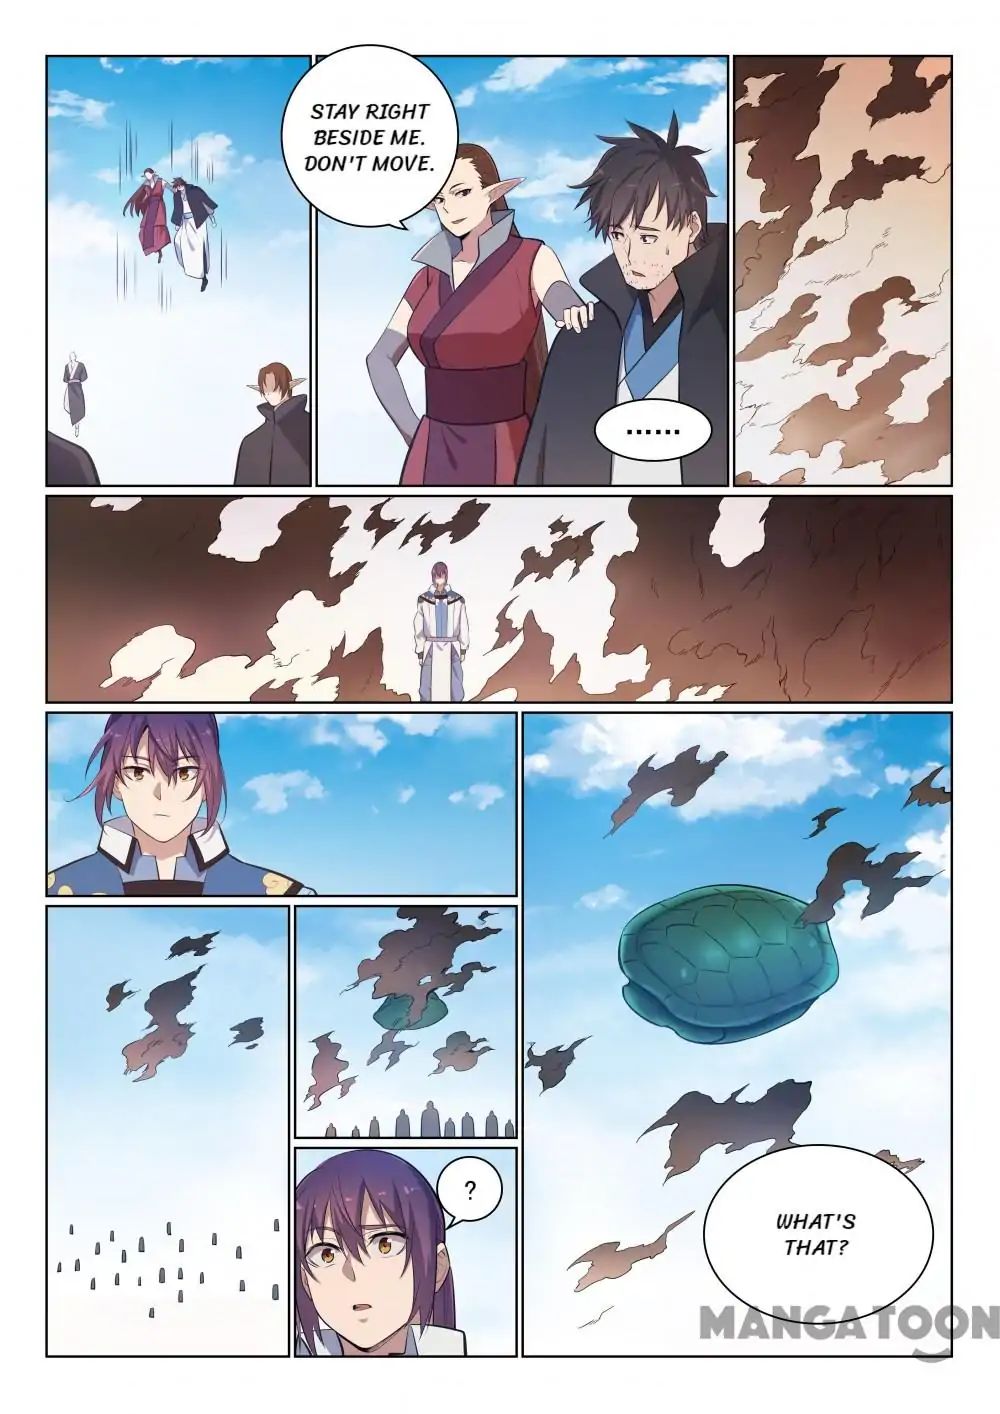 STAY RIGHT
BESIDE ME.
DON'T MOVE.
......
?
WHAT'S
THAT?
MANGATOON